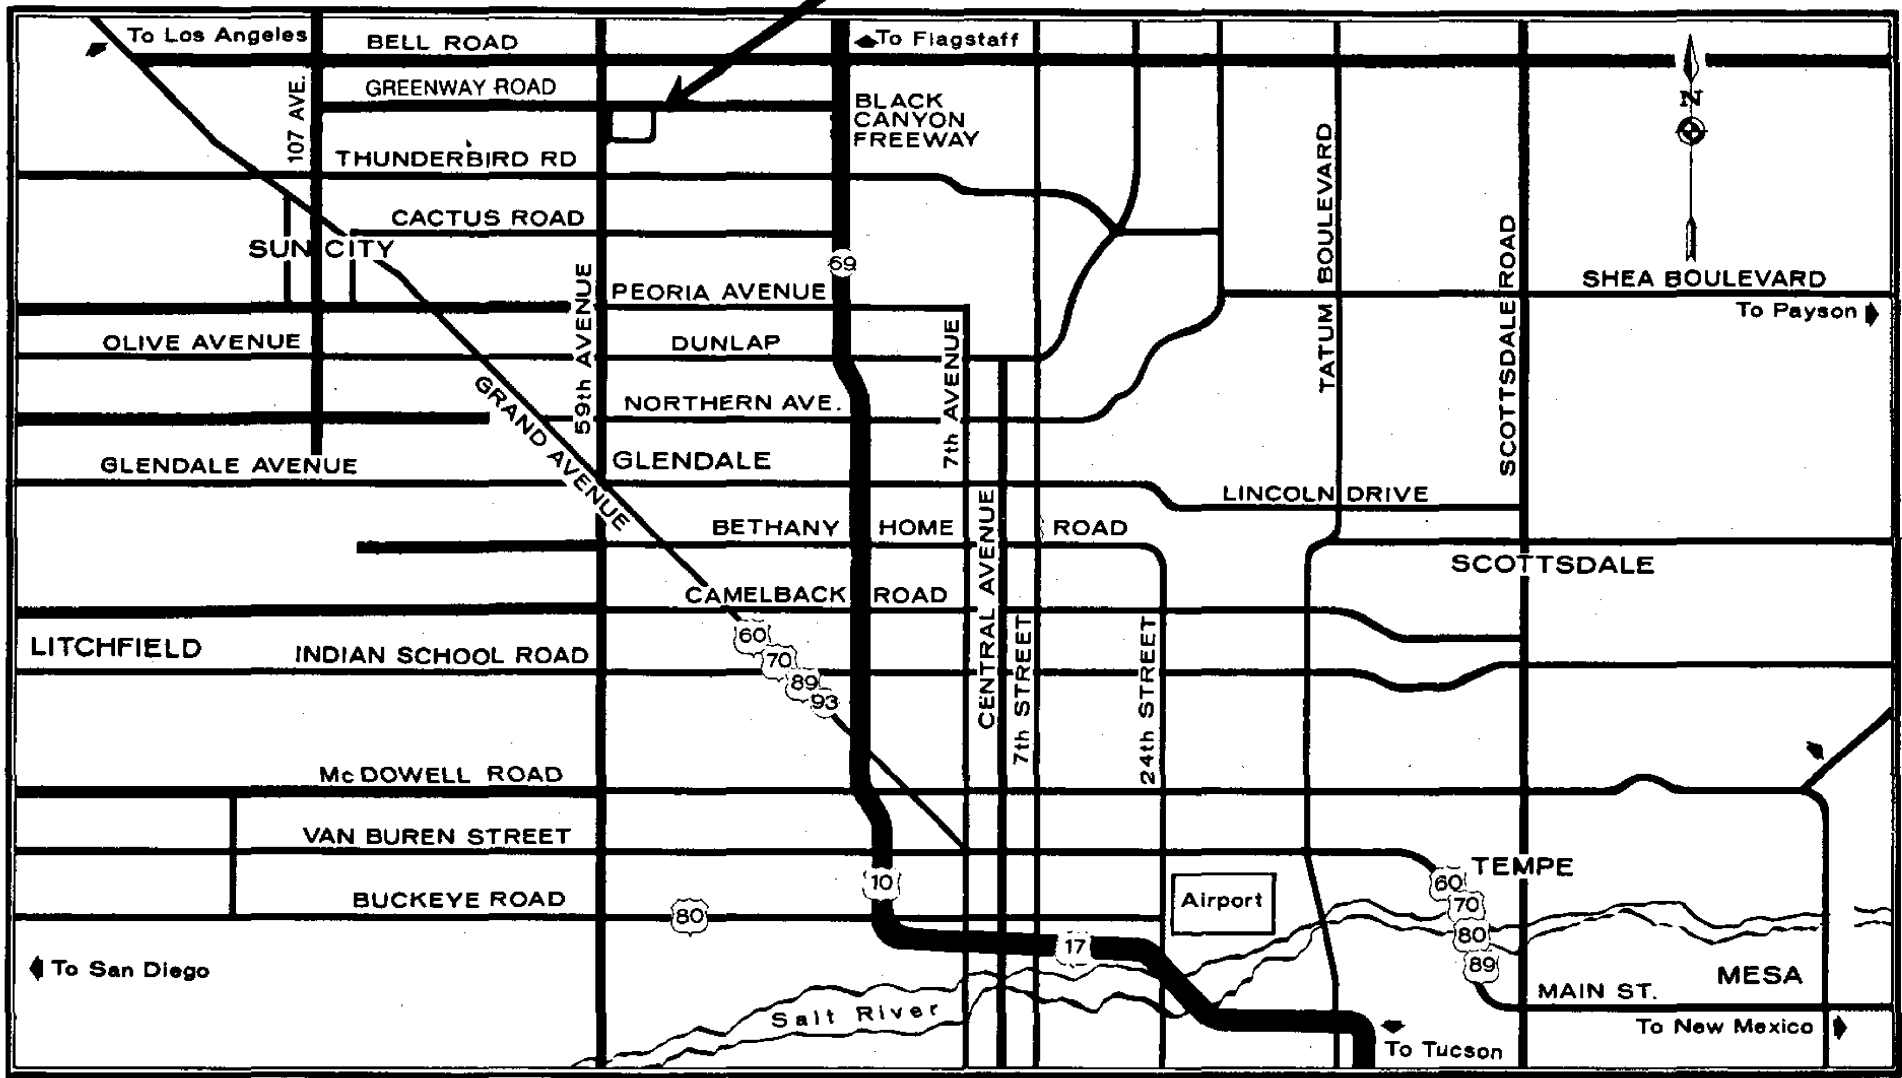 To Los Angeles
BELL ROAD
To Flagstaff
GREENWAY ROAD
107 AVE.
BLACK
CANYON
FREEWAY
N
THUNDERBIRD RD
TATUM BOULEVARD
CACTUS ROAD
SUN CITY
69
SCOTTSDALE ROAD
SHEA BOULEVARD
PEORIA AVENUE
59th AVENUE
To Payson
OLIVE AVENUE
DUNLAP
7th AVENUE
GRAND AVENUE
NORTHERN AVE.
GLENDALE AVENUE
GLENDALE
LINCOLN DRIVE
BETHANY HOME ROAD
CENTRAL AVENUE
SCOTTSDALE
CAMELBACK ROAD
60
70
89
93
LITCHFIELD
INDIAN SCHOOL ROAD
7th STREET
24th STREET
McDOWELL ROAD
VAN BUREN STREET
TEMPE
10
60
70
80
89
BUCKEYE ROAD
80
Airport
17
To San Diego
MESA
MAIN ST.
Salt River
To New Mexico
To Tucson